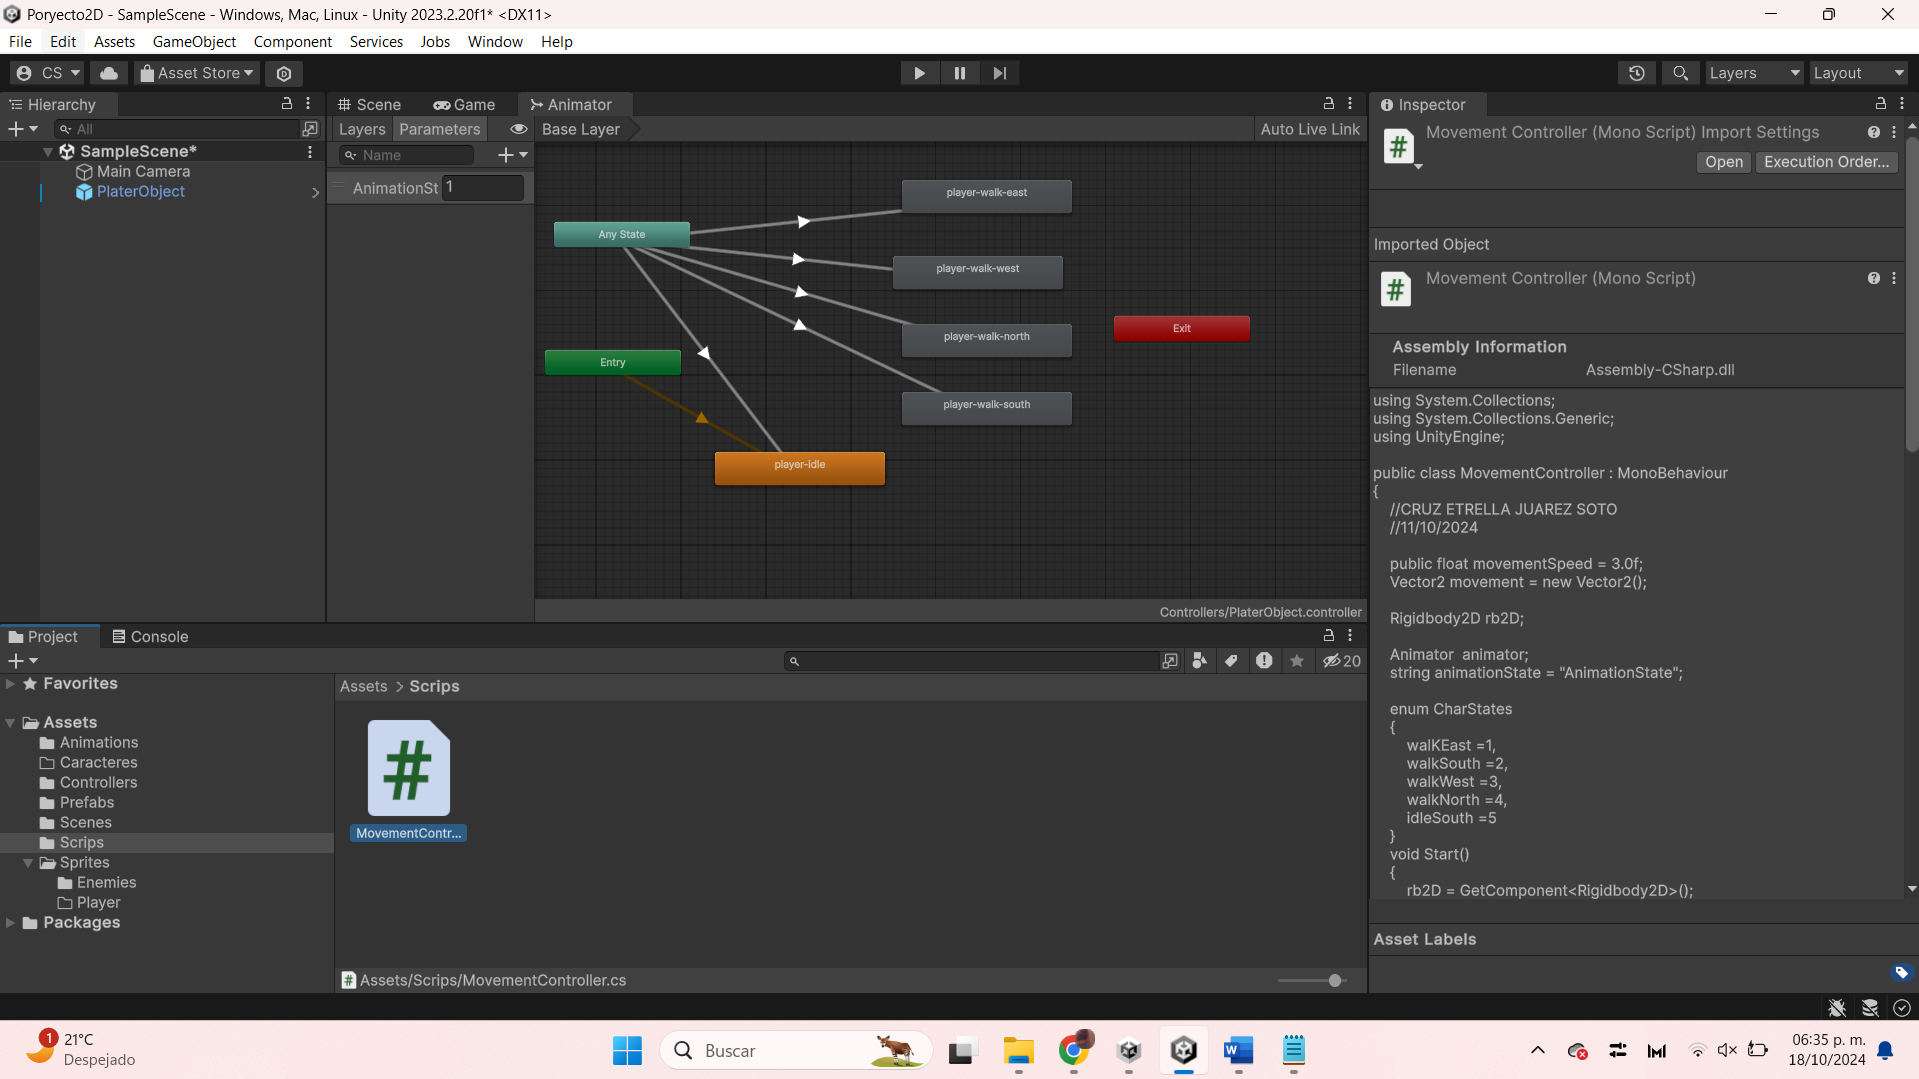 Poryecto2D - SampleScene - Windows, Mac, Linux - Unity 2023.2.20f1* <DX11>
File Edit Assets GameObject Component Services Jobs Window Help
CS Asset Store Layers Layout
Hierarchy
All
SampleScene*
Main Camera
PlaterObject
Scene Game Animator
Layers Parameters Base Layer Auto Live Link
Name
AnimationSt 1
Any State
Entry
player-walk-east
player-walk-west
player-walk-north
player-walk-south
player-idle
Exit
Controllers/PlaterObject.controller
Inspector
Movement Controller (Mono Script) Import Settings
Open Execution Order...
Imported Object
Movement Controller (Mono Script)
Assembly Information
Filename Assembly-CSharp.dll
using System.Collections;
using System.Collections.Generic;
using UnityEngine;
public class MovementController : MonoBehaviour
{
//CRUZ ETRELLA JUAREZ SOTO
//11/10/2024
public float movementSpeed = 3.0f;
Vector2 movement = new Vector2();
Rigidbody2D rb2D;
Animator animator;
string animationState = "AnimationState";
enum CharStates
{
walKEast =1,
walkSouth =2,
walkWest =3,
walkNorth =4,
idleSouth =5
}
void Start()
{
rb2D = GetComponent<Rigidbody2D>();
Asset Labels
Project Console
20
Favorites
Assets
Animations
Caracteres
Controllers
Prefabs
Scenes
Scrips
Sprites
Enemies
Player
Packages
Assets > Scrips
MovementContr...
Assets/Scrips/MovementController.cs
1
21°C
Despejado
Buscar
06:35 p. m.
18/10/2024